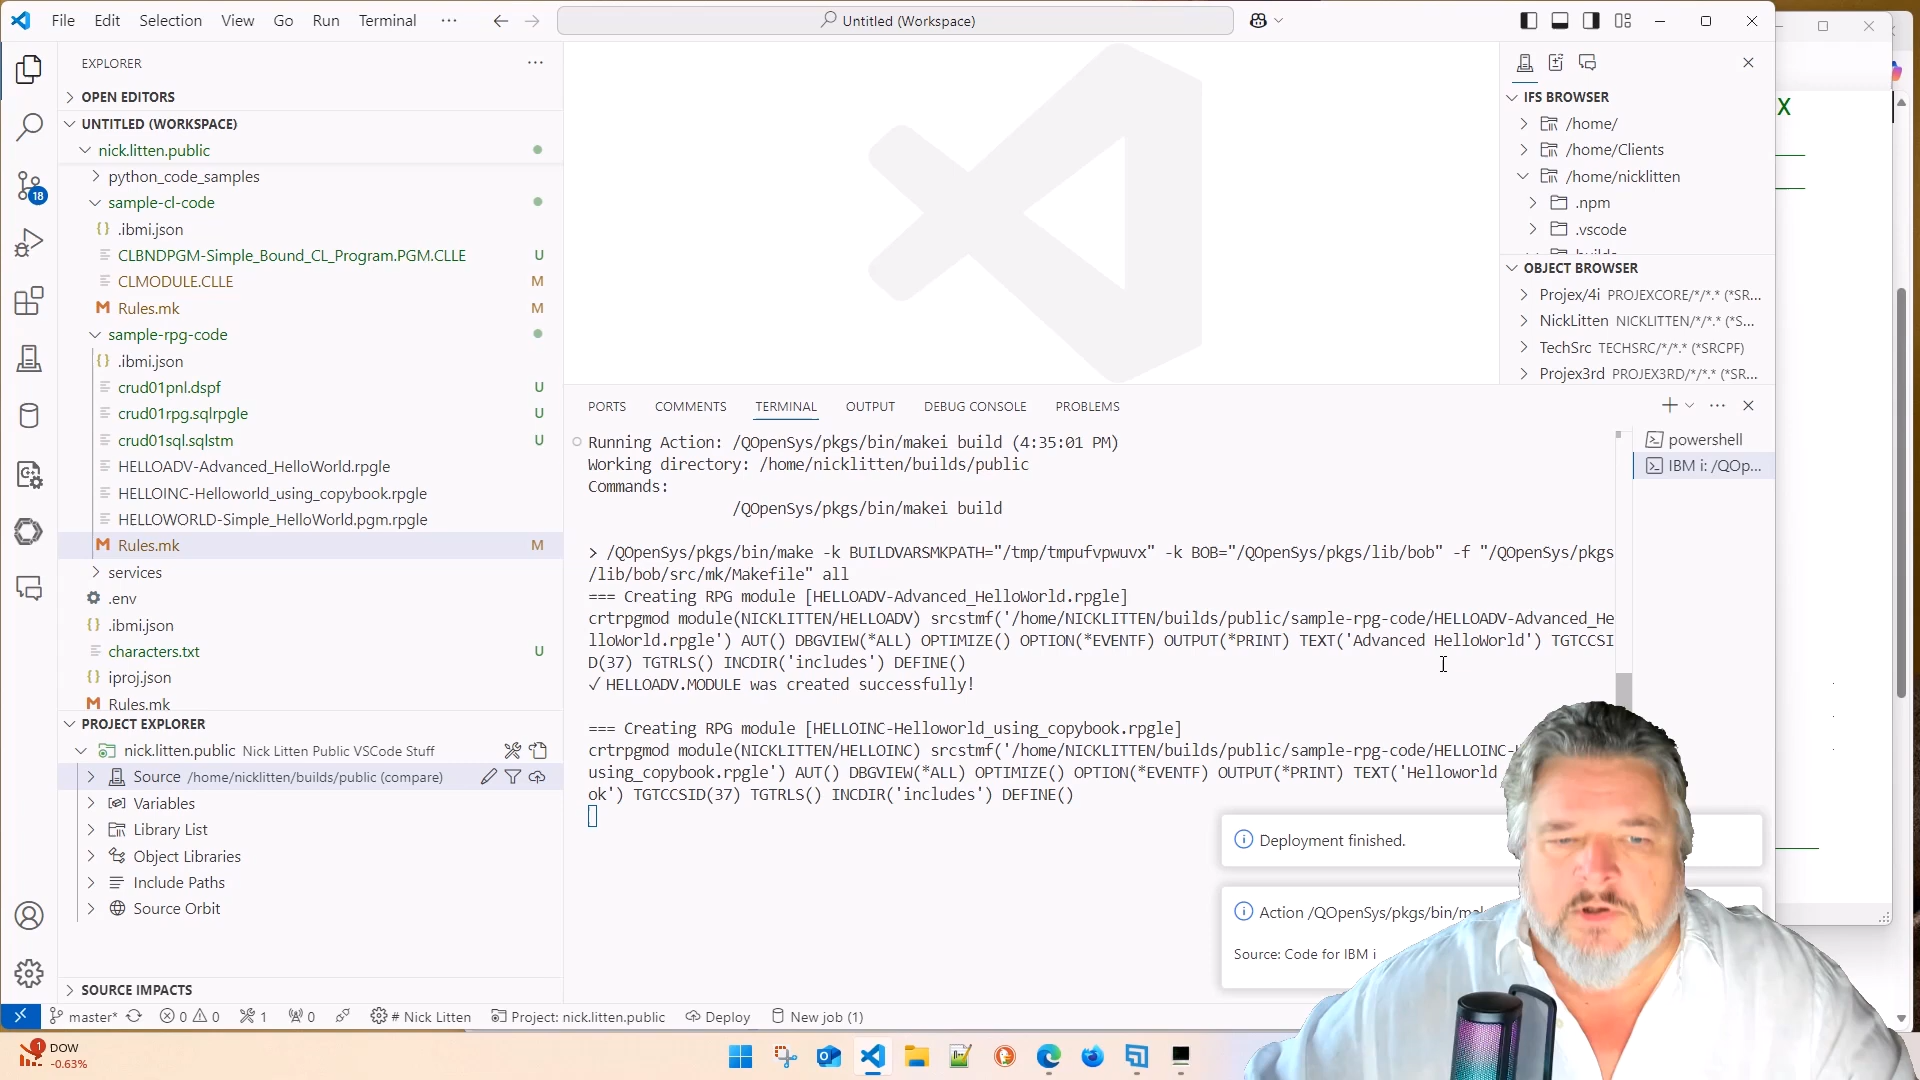 File Edit Selection View Go Run Terminal ··· Untitled (Workspace)
EXPLORER
OPEN EDITORS
UNTITLED (WORKSPACE)
nick.litten.public
python_code_samples
sample-cl-code
{} .ibmi.json
CLBNDPGM-Simple_Bound_CL_Program.PGM.CLLE U
CLMODULE.CLLE M
Rules.mk M
sample-rpg-code
{} .ibmi.json
crud01pnl.dspf U
crud01rpg.sqlrpgle U
crud01sql.sqlstm U
HELLOADV-Advanced_HelloWorld.rpgle
HELLOINC-Helloworld_using_copybook.rpgle
HELLOWORLD-Simple_HelloWorld.pgm.rpgle
Rules.mk M
services
.env
{} .ibmi.json
characters.txt U
{} iproj.json
Rules.mk
18
PROJECT EXPLORER
nick.litten.public Nick Litten Public VSCode Stuff
Source /home/nicklitten/builds/public (compare)
Variables
Library List
Object Libraries
Include Paths
Source Orbit
SOURCE IMPACTS
PORTS COMMENTS TERMINAL OUTPUT DEBUG CONSOLE PROBLEMS
Running Action: /QOpenSys/pkgs/bin/makei build (4:35:01 PM)
Working directory: /home/nicklitten/builds/public
Commands:
/QOpenSys/pkgs/bin/makei build
> /QOpenSys/pkgs/bin/make -k BUILDVARSMKPATH="/tmp/tmpufvpwuvx" -k BOB="/QOpenSys/pkgs/lib/bob" -f "/QOpenSys/pkgs
/lib/bob/src/mk/Makefile" all
=== Creating RPG module [HELLOADV-Advanced_HelloWorld.rpgle]
crtrpgmod module(NICKLITTEN/HELLOADV) srcstmf('/home/NICKLITTEN/builds/public/sample-rpg-code/HELLOADV-Advanced_He
lloWorld.rpgle') AUT() DBGVIEW(*ALL) OPTIMIZE() OPTION(*EVENTF) OUTPUT(*PRINT) TEXT('Advanced HelloWorld') TGTCCSI
D(37) TGTRLS() INCDIR('includes') DEFINE()
✓ HELLOADV.MODULE was created successfully!
=== Creating RPG module [HELLOINC-Helloworld_using_copybook.rpgle]
crtrpgmod module(NICKLITTEN/HELLOINC) srcstmf('/home/NICKLITTEN/builds/public/sample-rpg-code/HELLOINC-
using_copybook.rpgle') AUT() DBGVIEW(*ALL) OPTIMIZE() OPTION(*EVENTF) OUTPUT(*PRINT) TEXT('Helloworld
ok') TGTCCSID(37) TGTRLS() INCDIR('includes') DEFINE()
powershell
IBM i: /QOp...
IFS BROWSER
/home/
/home/Clients
/home/nicklitten
.npm
.vscode
OBJECT BROWSER
Projex/4i PROJEXCORE/*/*.* (*SR...
NickLitten NICKLITTEN/*/*.* (*S...
TechSrc TECHSRC/*/*.* (*SRCPF)
Projex3rd PROJEX3RD/*/*.* (*SR...
X
Deployment finished.
Action /QOpenSys/pkgs/bin/
Source: Code for IBM i
master* 0 0 1 0 # Nick Litten Project: nick.litten.public Deploy New job (1)
1
DOW
-0.63%